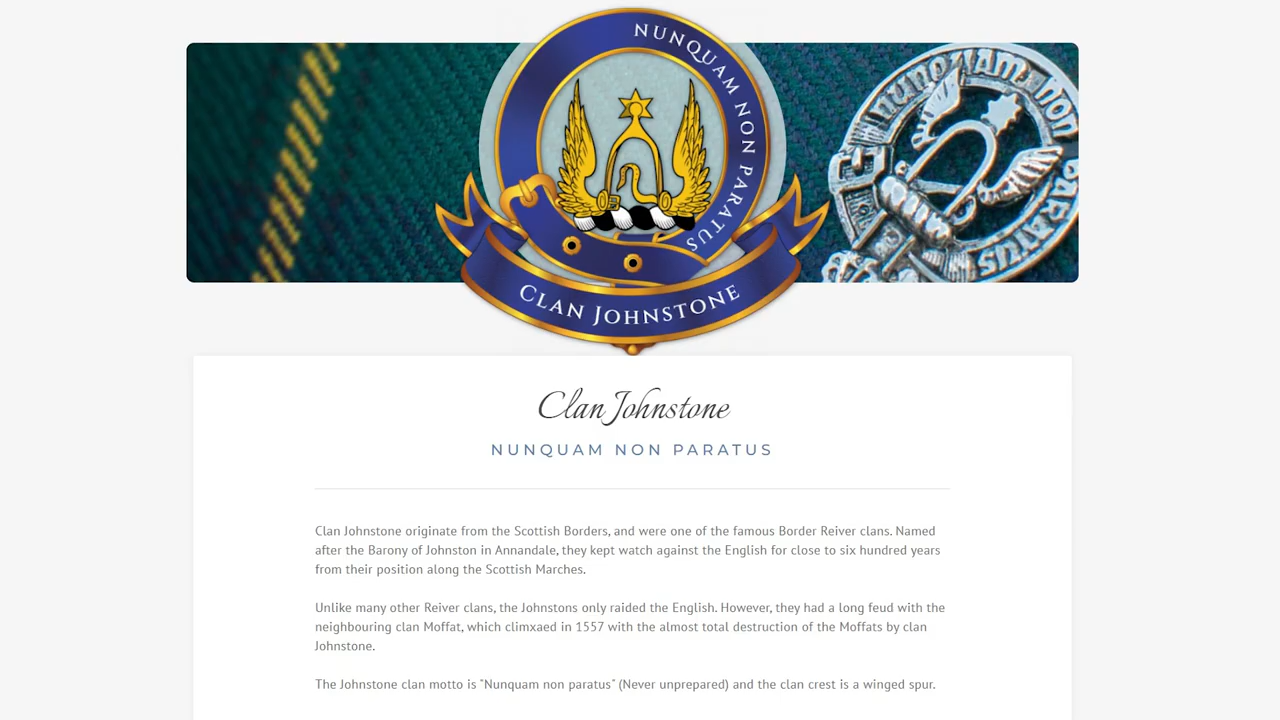 NUNQUAM NON PARATUS
CLAN JOHNSTONE
nunquam non paratus
Clan Johnstone
NUNQUAM NON PARATUS
Clan Johnstone originate from the Scottish Borders, and were one of the famous Border Reiver clans. Named
after the Barony of Johnston in Annandale, they kept watch against the English for close to six hundred years
from their position along the Scottish Marches.
Unlike many other Reiver clans, the Johnstons only raided the English. However, they had a long feud with the
neighbouring clan Moffat, which climxaed in 1557 with the almost total destruction of the Moffats by clan
Johnstone.
The Johnstone clan motto is "Nunquam non paratus" (Never unprepared) and the clan crest is a winged spur.